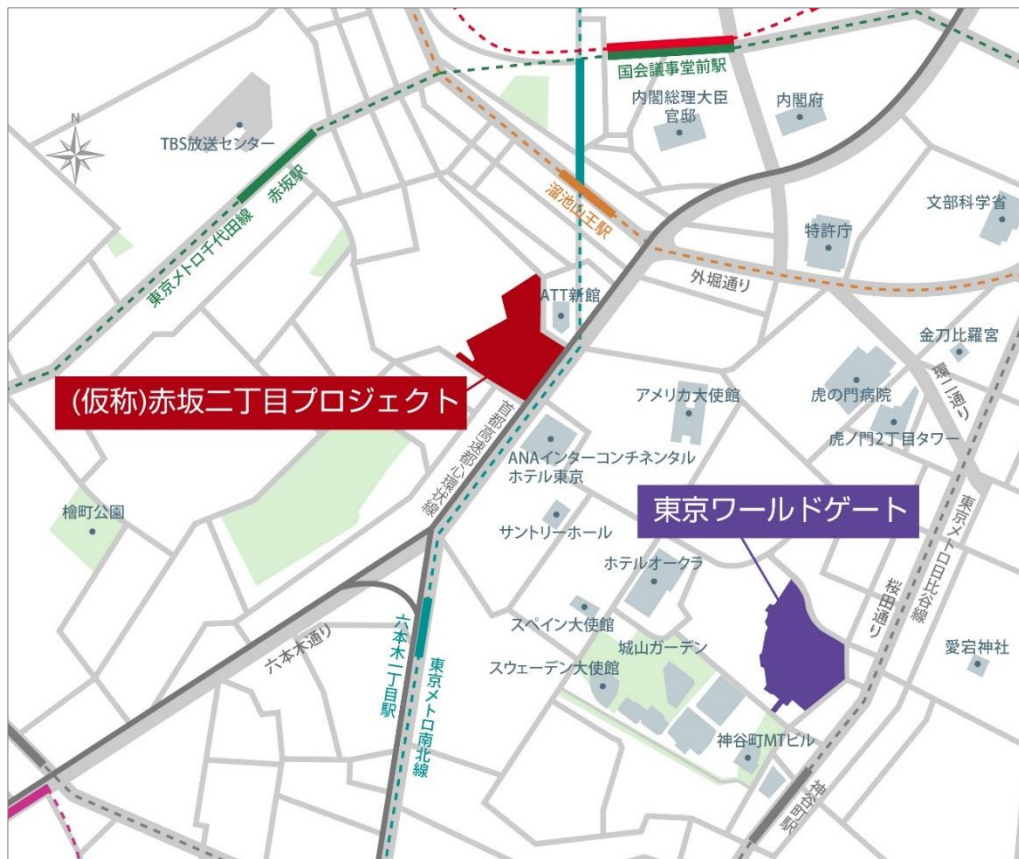 国会議事堂前駅
内閣総理大臣
官邸
内閣府
N
TBS放送センター
赤坂駅
東京メトロ千代田線
溜池山王駅
文部科学省
特許庁
外堀通り
ATT新館
金刀比羅宮
環二通り
(仮称)赤坂二丁目プロジェクト
アメリカ大使館
虎の門病院
虎ノ門2丁目タワー
首都高速都心環状線
ANAインターコンチネンタル
ホテル東京
檜町公園
サントリーホール
東京ワールドゲート
東京メトロ日比谷線
桜田通り
ホテルオークラ
スペイン大使館
城山ガーデン
スウェーデン大使館
愛宕神社
六本木通り
六本木一丁目駅
東京メトロ南北線
神谷町MTビル
神谷町駅